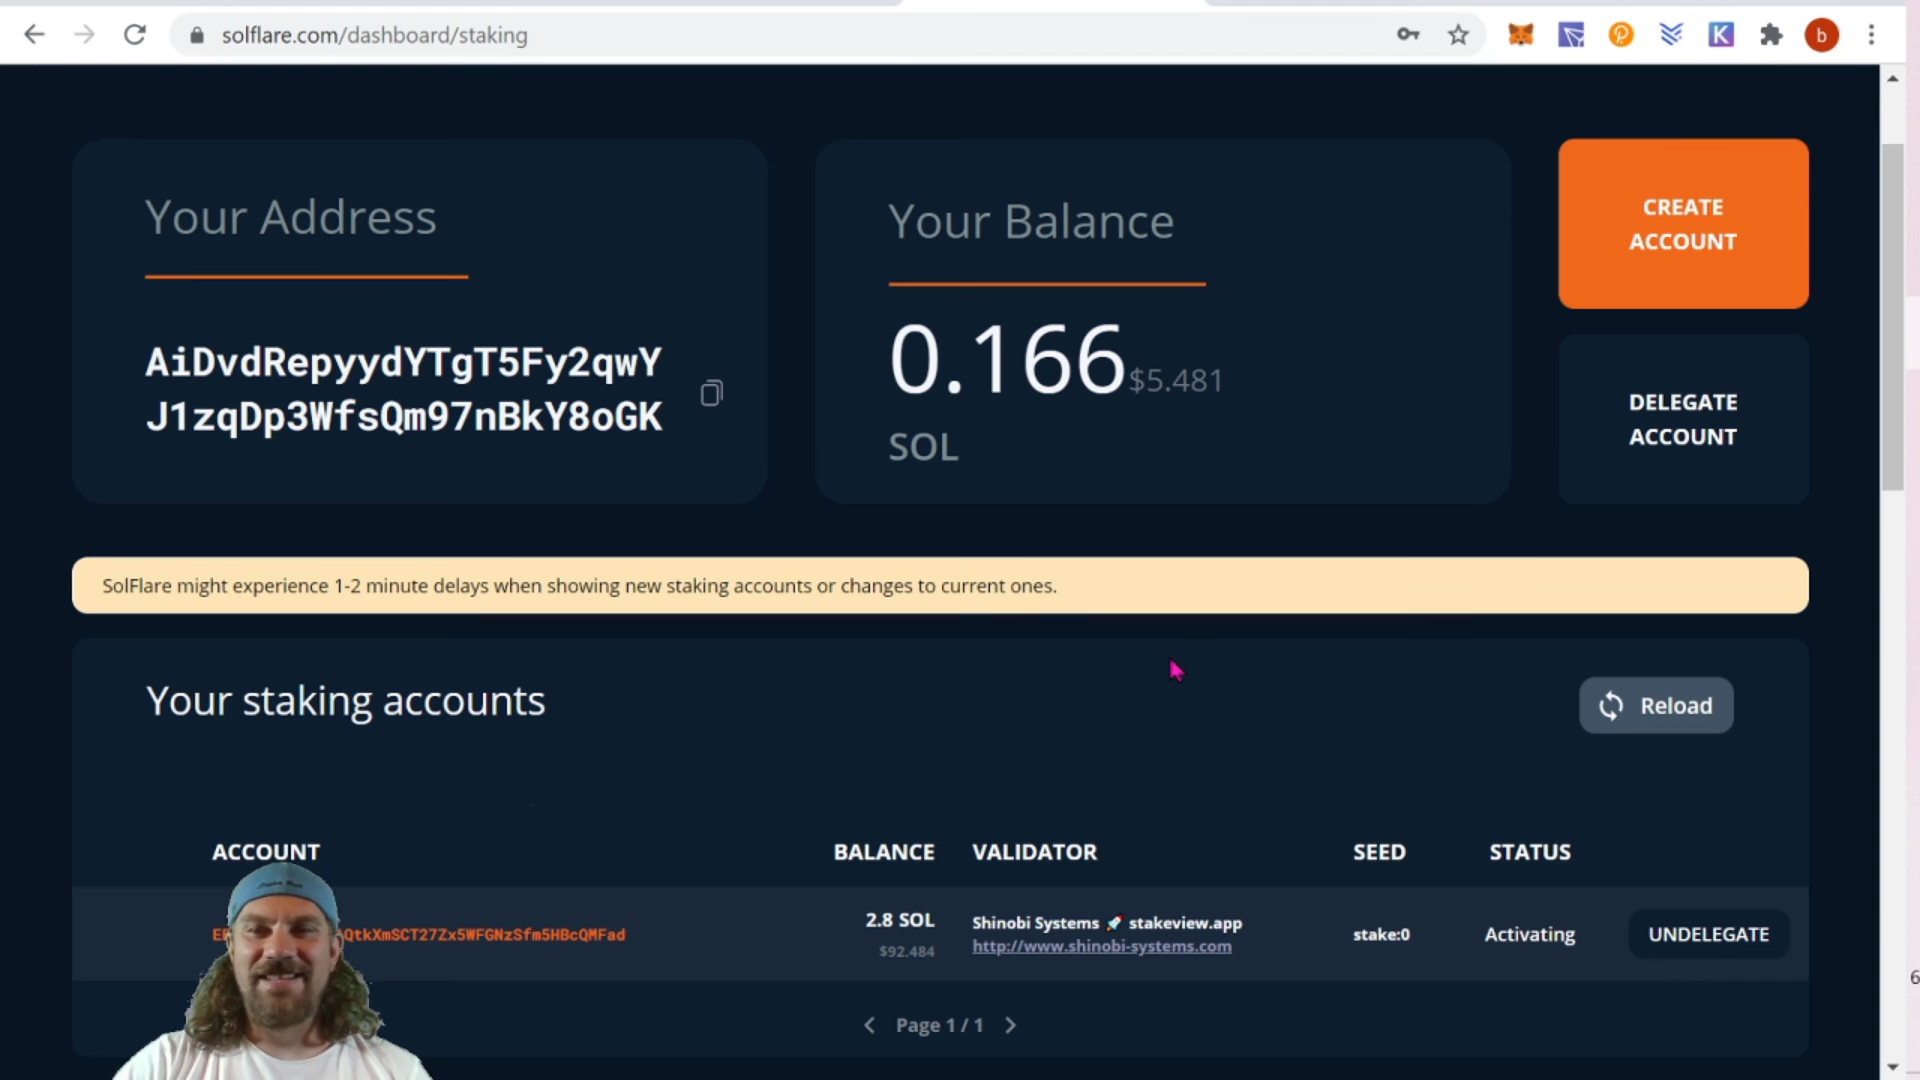 solflare.com/dashboard/staking
b
Your Address
AiDvdRepyydYTgT5Fy2qwY
J1zqDp3WfsQm97nBkY8oGK
Your Balance
0.166 $5.481
SOL
CREATE
ACCOUNT
DELEGATE
ACCOUNT
SolFlare might experience 1-2 minute delays when showing new staking accounts or changes to current ones.
Your staking accounts
Reload
ACCOUNT BALANCE VALIDATOR SEED STATUS
QtkXmSCT27Zx5WFGNzSfm5HBcQMFad 2.8 SOL Shinobi Systems 🚀 stakeview.app stake:0 Activating UNDELEGATE
$92.484 http://www.shinobi-systems.com
Page 1 / 1